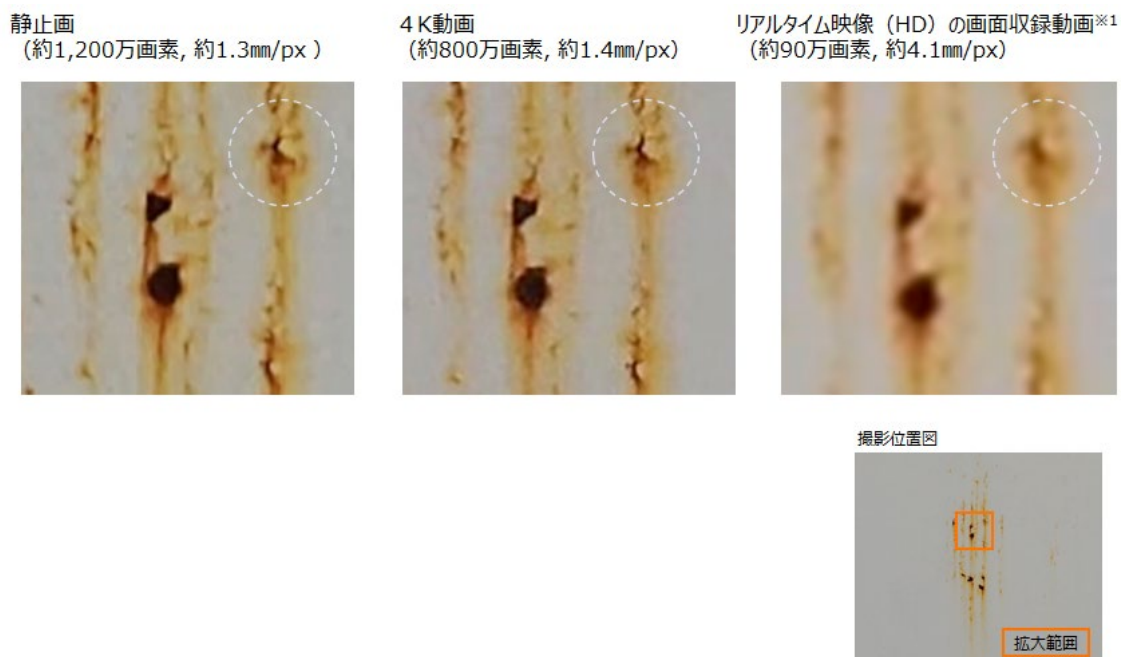 静止画
（約1,200万画素, 約1.3㎜/px ）
４Ｋ動画
（約800万画素, 約1.4㎜/px）
リアルタイム映像（HD）の画面収録動画※1
（約90万画素, 約4.1㎜/px）
撮影位置図
拡大範囲